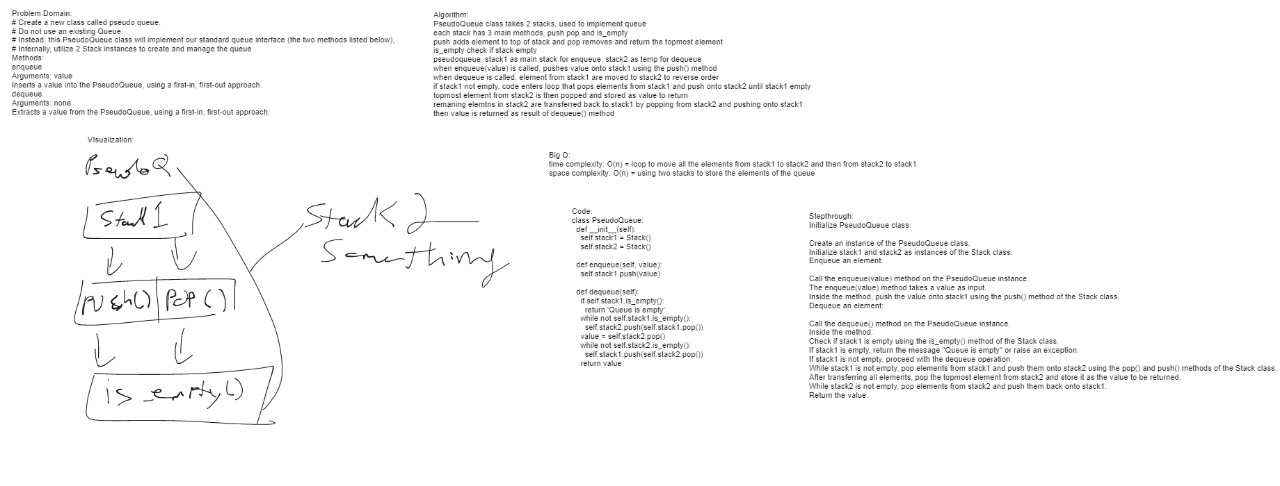 Problem Domain:
# Create a new class called pseudo queue.
# Do not use an existing Queue.
# Instead, this PseudoQueue class will implement our standard queue interface (the two methods listed below),
# Internally, utilize 2 Stack instances to create and manage the queue
Methods:
enqueue
Arguments: value
Inserts a value into the PseudoQueue, using a first-in, first-out approach.
dequeue
Arguments: none
Extracts a value from the PseudoQueue, using a first-in, first-out approach.
Algorithm:
PseudoQueue class takes 2 stacks, used to implement queue
each stack has 3 main methods, push pop and is_empty
push adds element to top of stack and pop removes and return the topmost element
is_empty check if stack empty
pseudoqueue, stack1 as main stack for enqueue, stack2 as temp for dequeue
when enqueue(value) is called, pushes value onto stack1 using the push() method
when dequeue is called, element from stack1 are moved to stack2 to reverse order
if stack1 not empty, code enters loop that pops elements from stack1 and push onto stack2 until stack1 empty
topmost element from stack2 is then popped and stored as value to return
remaning elemtns in stack2 are transferred back to stack1 by popping from stack2 and pushing onto stack1
then value is returned as result of dequeue() method
VIsualization:
PseudoQ
Stack 1
push() pop()
is_empty()
Stack 2
Something
Big O:
time complexity: O(n) = loop to move all the elements from stack1 to stack2 and then from stack2 to stack1
space complexity: O(n) = using two stacks to store the elements of the queue
Code:
class PseudoQueue:
def __init__(self):
self.stack1 = Stack()
self.stack2 = Stack()
def enqueue(self, value):
self.stack1.push(value)
def dequeue(self):
if self.stack1.is_empty():
return 'Queue is empty'
while not self.stack1.is_empty():
self.stack2.push(self.stack1.pop())
value = self.stack2.pop()
while not self.stack2.is_empty():
self.stack1.push(self.stack2.pop())
return value
Stepthrough:
Initialize PseudoQueue class:
Create an instance of the PseudoQueue class.
Initialize stack1 and stack2 as instances of the Stack class.
Enqueue an element:
Call the enqueue(value) method on the PseudoQueue instance.
The enqueue(value) method takes a value as input.
Inside the method, push the value onto stack1 using the push() method of the Stack class.
Dequeue an element:
Call the dequeue() method on the PseudoQueue instance.
Inside the method:
Check if stack1 is empty using the is_empty() method of the Stack class.
If stack1 is empty, return the message "Queue is empty" or raise an exception.
If stack1 is not empty, proceed with the dequeue operation.
While stack1 is not empty, pop elements from stack1 and push them onto stack2 using the pop() and push() methods of the Stack class.
After transferring all elements, pop the topmost element from stack2 and store it as the value to be returned.
While stack2 is not empty, pop elements from stack2 and push them back onto stack1.
Return the value.